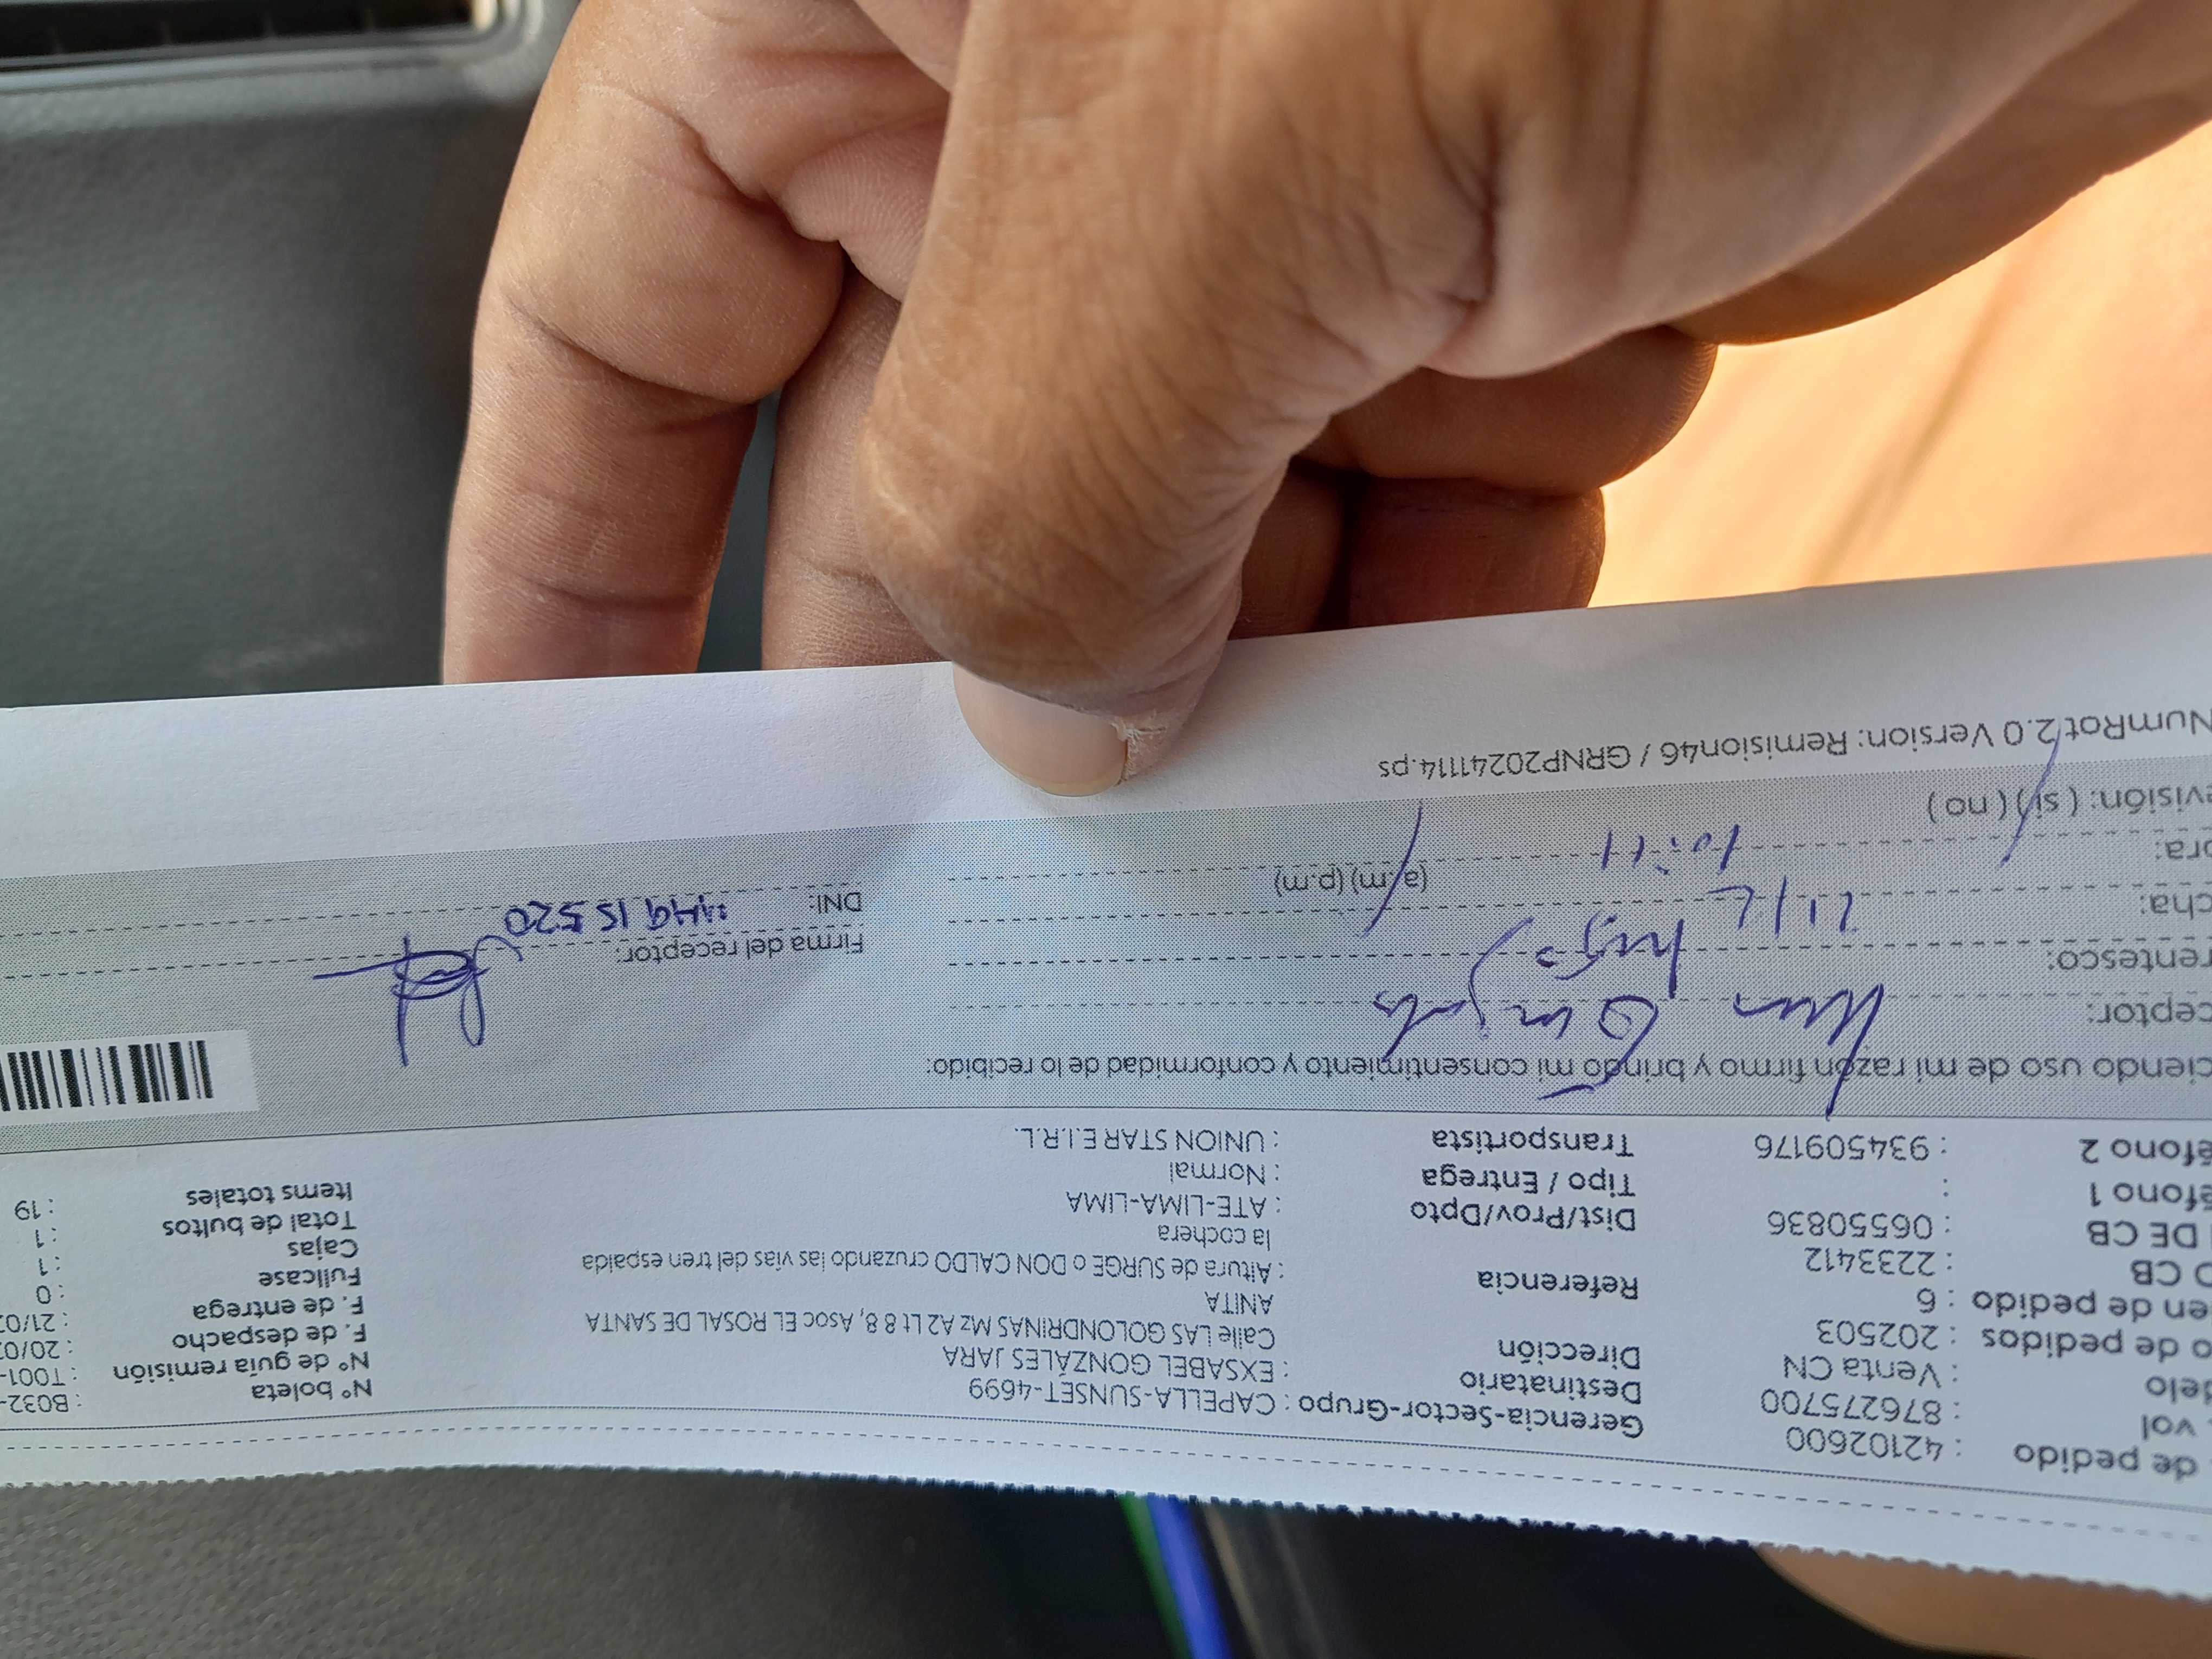 de pedido : 42102600 Gerencia-Sector-Grupo : CAPELLA-SUNSET-4699 N° boleta : B032-
vol : 876275700 Destinatario : EXSABEL GONZÁLES JARA N° de guía remisión : T001-
delo : Venta CN Dirección Calle LAS GOLONDRINAS Mz A2 Lt 8 8, Asoc EL ROSAL DE SANTA F. de despacho : 20/0
o de pedidos : 202503 ANITA F. de entrega : 21/0
en de pedido : 6 Referencia : Altura de SURGE o DON CALDO cruzando las vías del tren espalda Fullcase : 0
O CB : 2233412 la cochera Cajas : 1
DE CB : 06550836 Dist/Prov/Dpto : ATE-LIMA-LIMA Total de bultos : 1
éfono 1 : Tipo / Entrega : Normal Items totales : 19
éfono 2 : 934509176 Transportista : UNION STAR E.I.R.L.
ciendo uso de mi razón firmo y brindo mi consentimiento y conformidad de lo recibido:
ceptor:
rentesco: Firma del receptor:
cha: DNI:
ora: 10:11 (a.m) (p.m)
evisión: ( si ) ( no )
NumRot 2.0 Version: Remision46 / GRNP20241114.ps